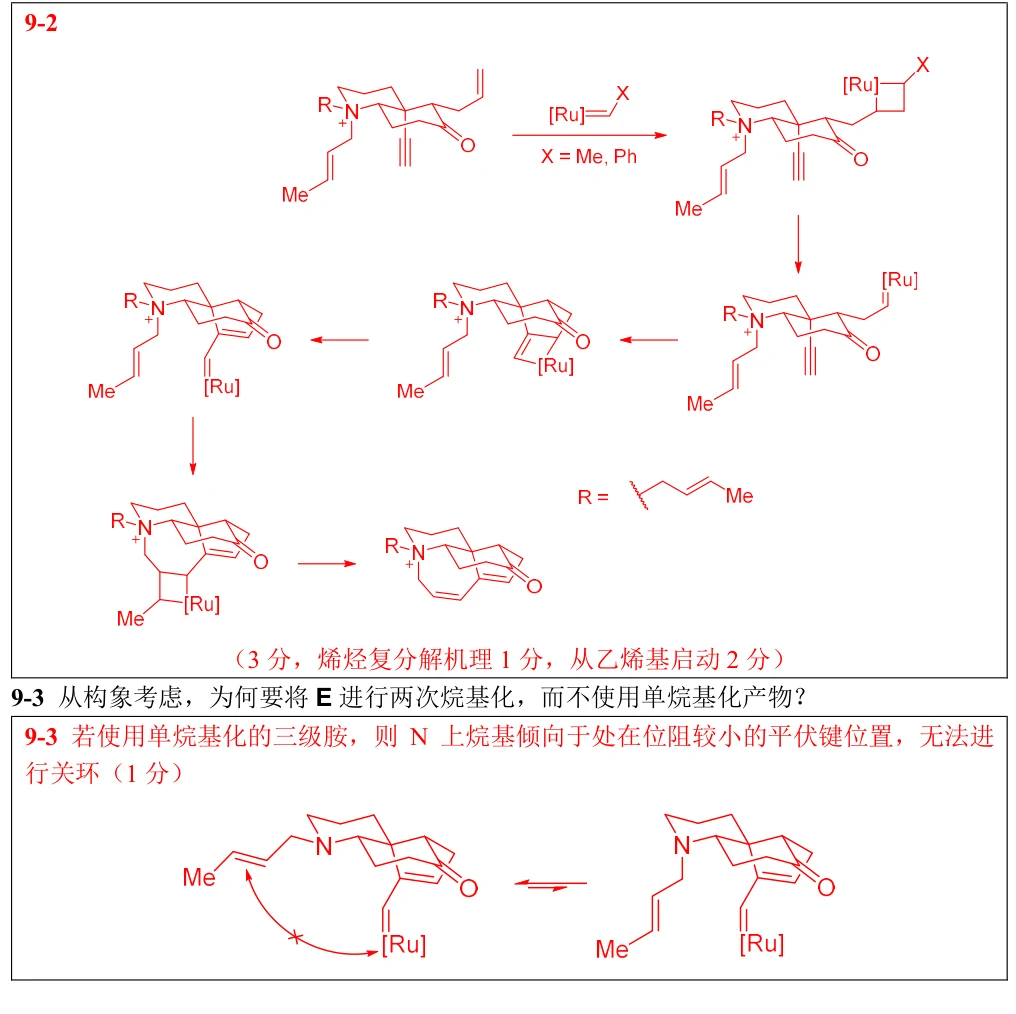 9-2
X
[Ru]
X
R
N
+
O
[Ru]
X = Me, Ph
R
N
+
O
Me
Me
[Ru]
R
N
+
O
R
N
+
O
R
N
+
O
Me
[Ru]
Me
[Ru]
Me
R =
Me
R
N
+
O
R
N
+
O
Me
[Ru]
(3 分，烯烃复分解机理 1 分，从乙烯基启动 2 分）
9-3 从构象考虑，为何要将 E 进行两次烷基化，而不使用单烷基化产物？
9-3 若使用单烷基化的三级胺，则 N 上烷基倾向于处在位阻较小的平伏键位置，无法进
行关环（1 分）
N
N
Me
O
O
[Ru]
Me
[Ru]